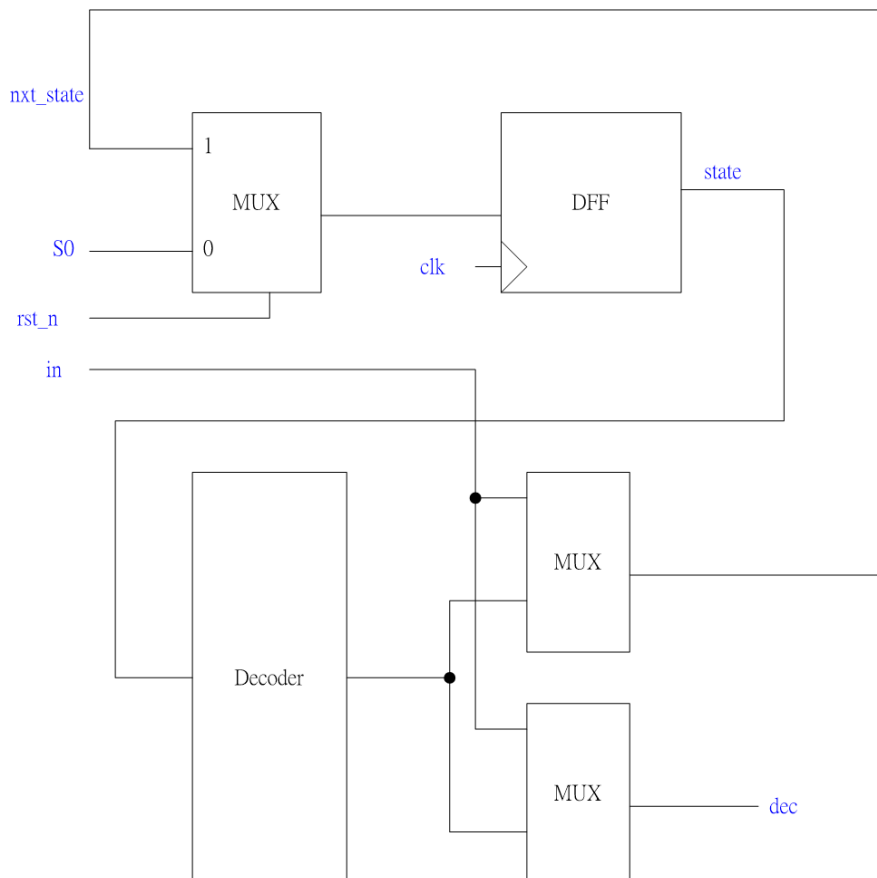 nxt_state
1
MUX
DFF
state
S0
0
clk
rst_n
in
MUX
Decoder
MUX
dec